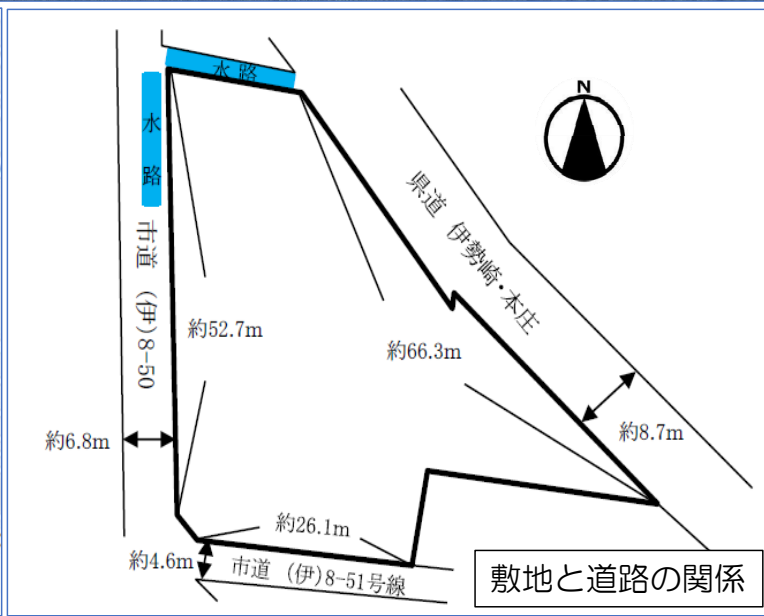 水路
N
水路
県道 伊勢崎・本庄
市道 (伊)8-50
約52.7m
約66.3m
約6.8m
約8.7m
約26.1m
約4.6m
市道 (伊)8-51号線
敷地と道路の関係